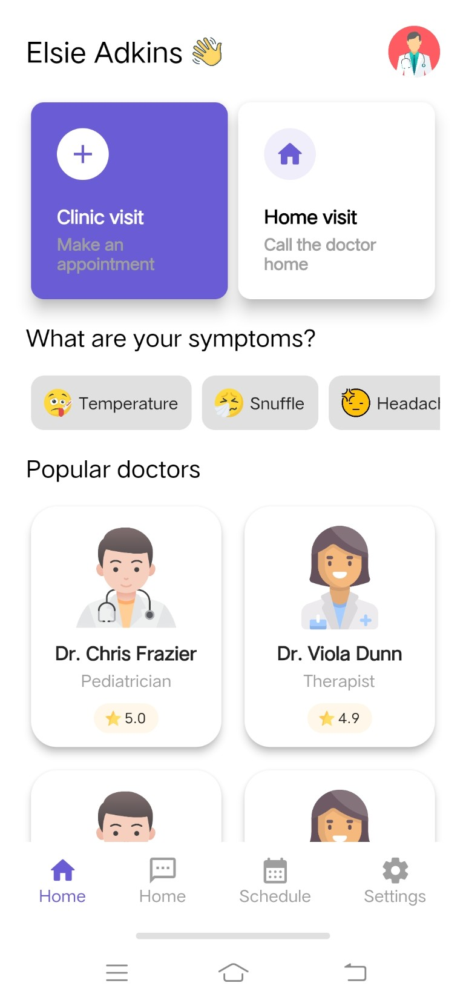 Elsie Adkins 👋
Clinic visit
Make an
appointment
Home visit
Call the doctor
home
What are your symptoms?
Temperature
Snuffle
Headac
Popular doctors
Dr. Chris Frazier
Pediatrician
5.0
Dr. Viola Dunn
Therapist
4.9
Home
Home
Schedule
Settings